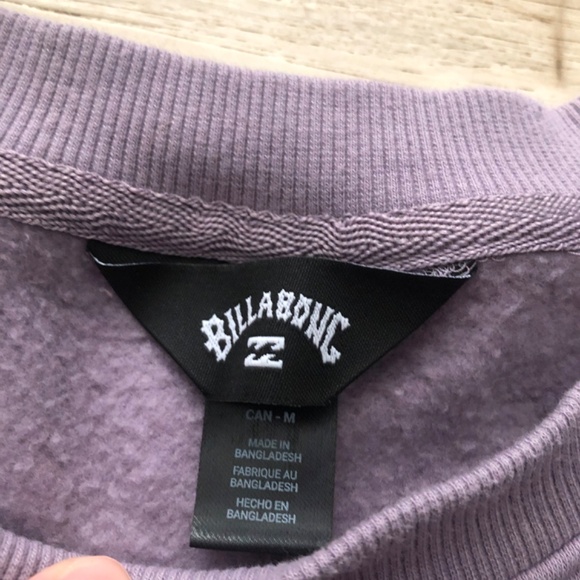 BILLABONG
CAN - M
MADE IN
BANGLADESH
FABRIQUE AU
BANGLADESH
HECHO EN
BANGLADESH